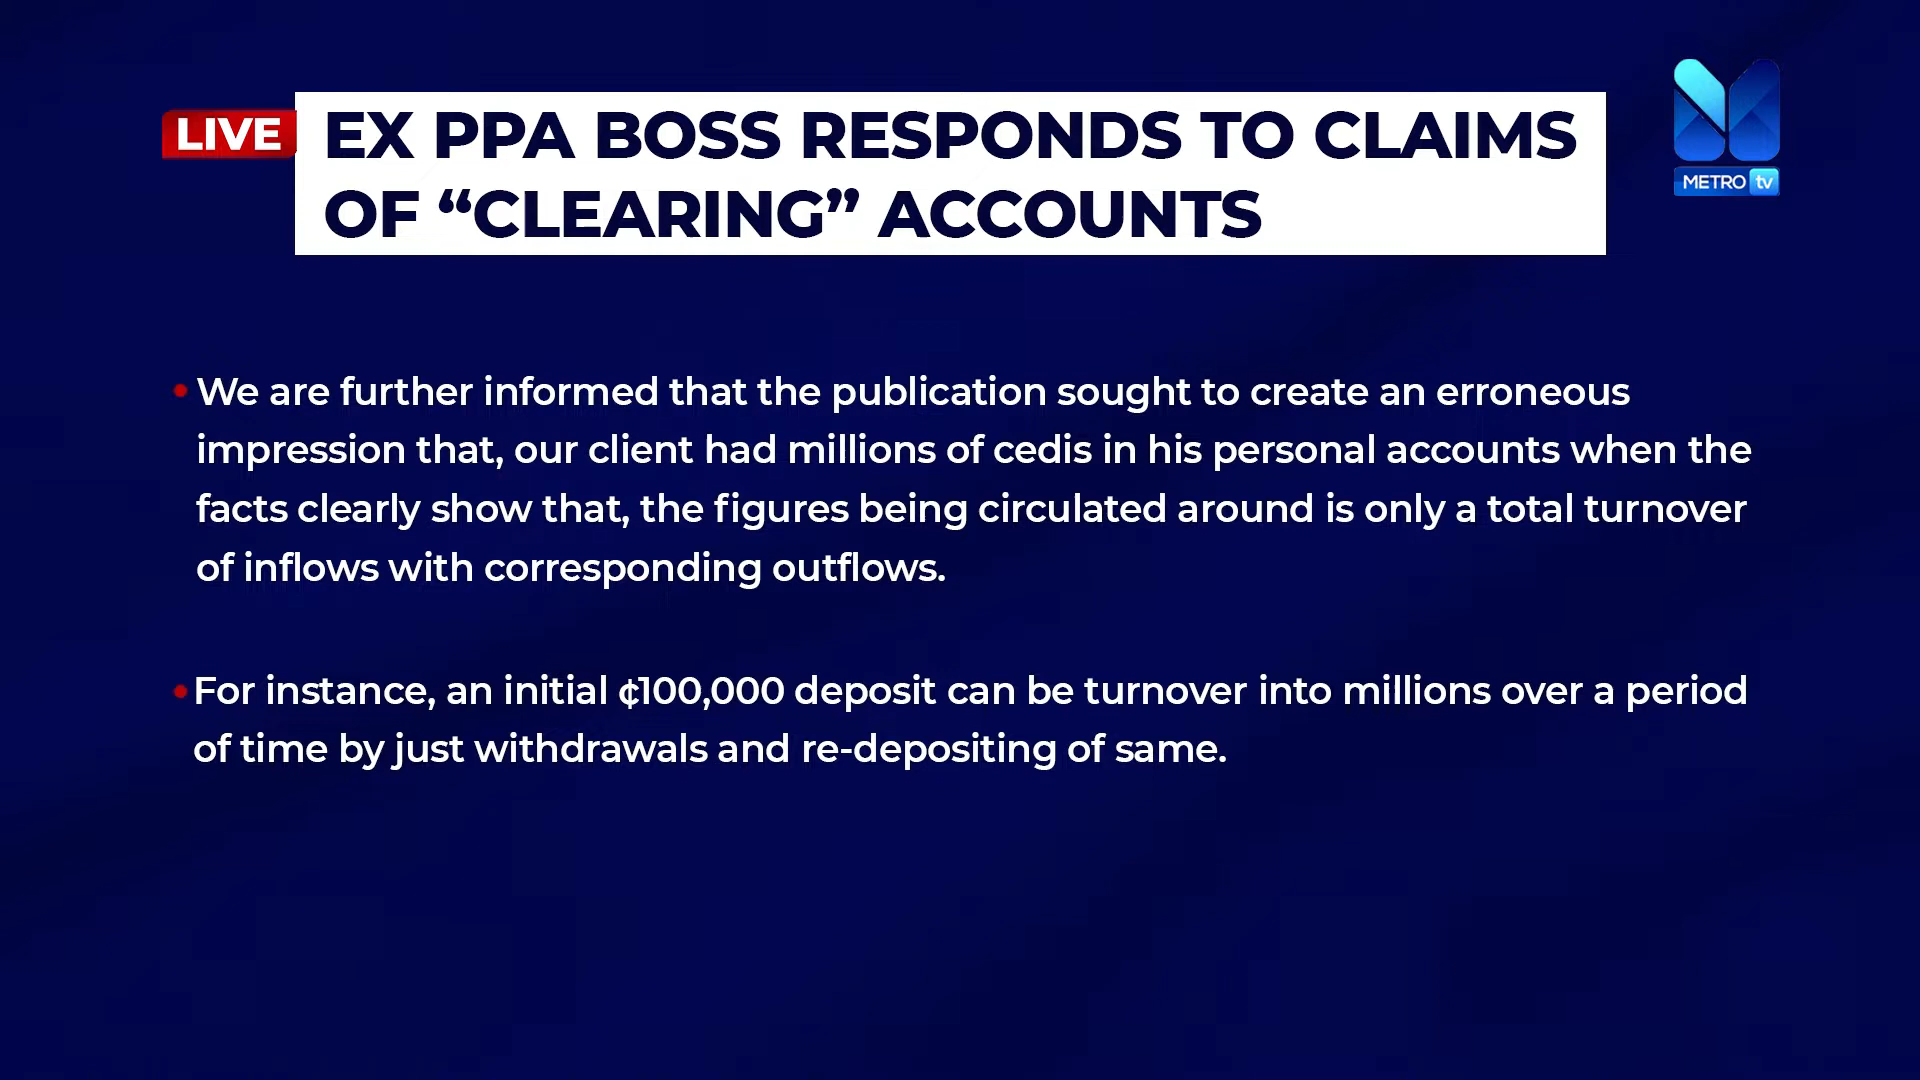 LIVE
EX PPA BOSS RESPONDS TO CLAIMS
OF “CLEARING” ACCOUNTS
METRO tv
• We are further informed that the publication sought to create an erroneous
impression that, our client had millions of cedis in his personal accounts when the
facts clearly show that, the figures being circulated around is only a total turnover
of inflows with corresponding outflows.
• For instance, an initial ¢100,000 deposit can be turnover into millions over a period
of time by just withdrawals and re-depositing of same.